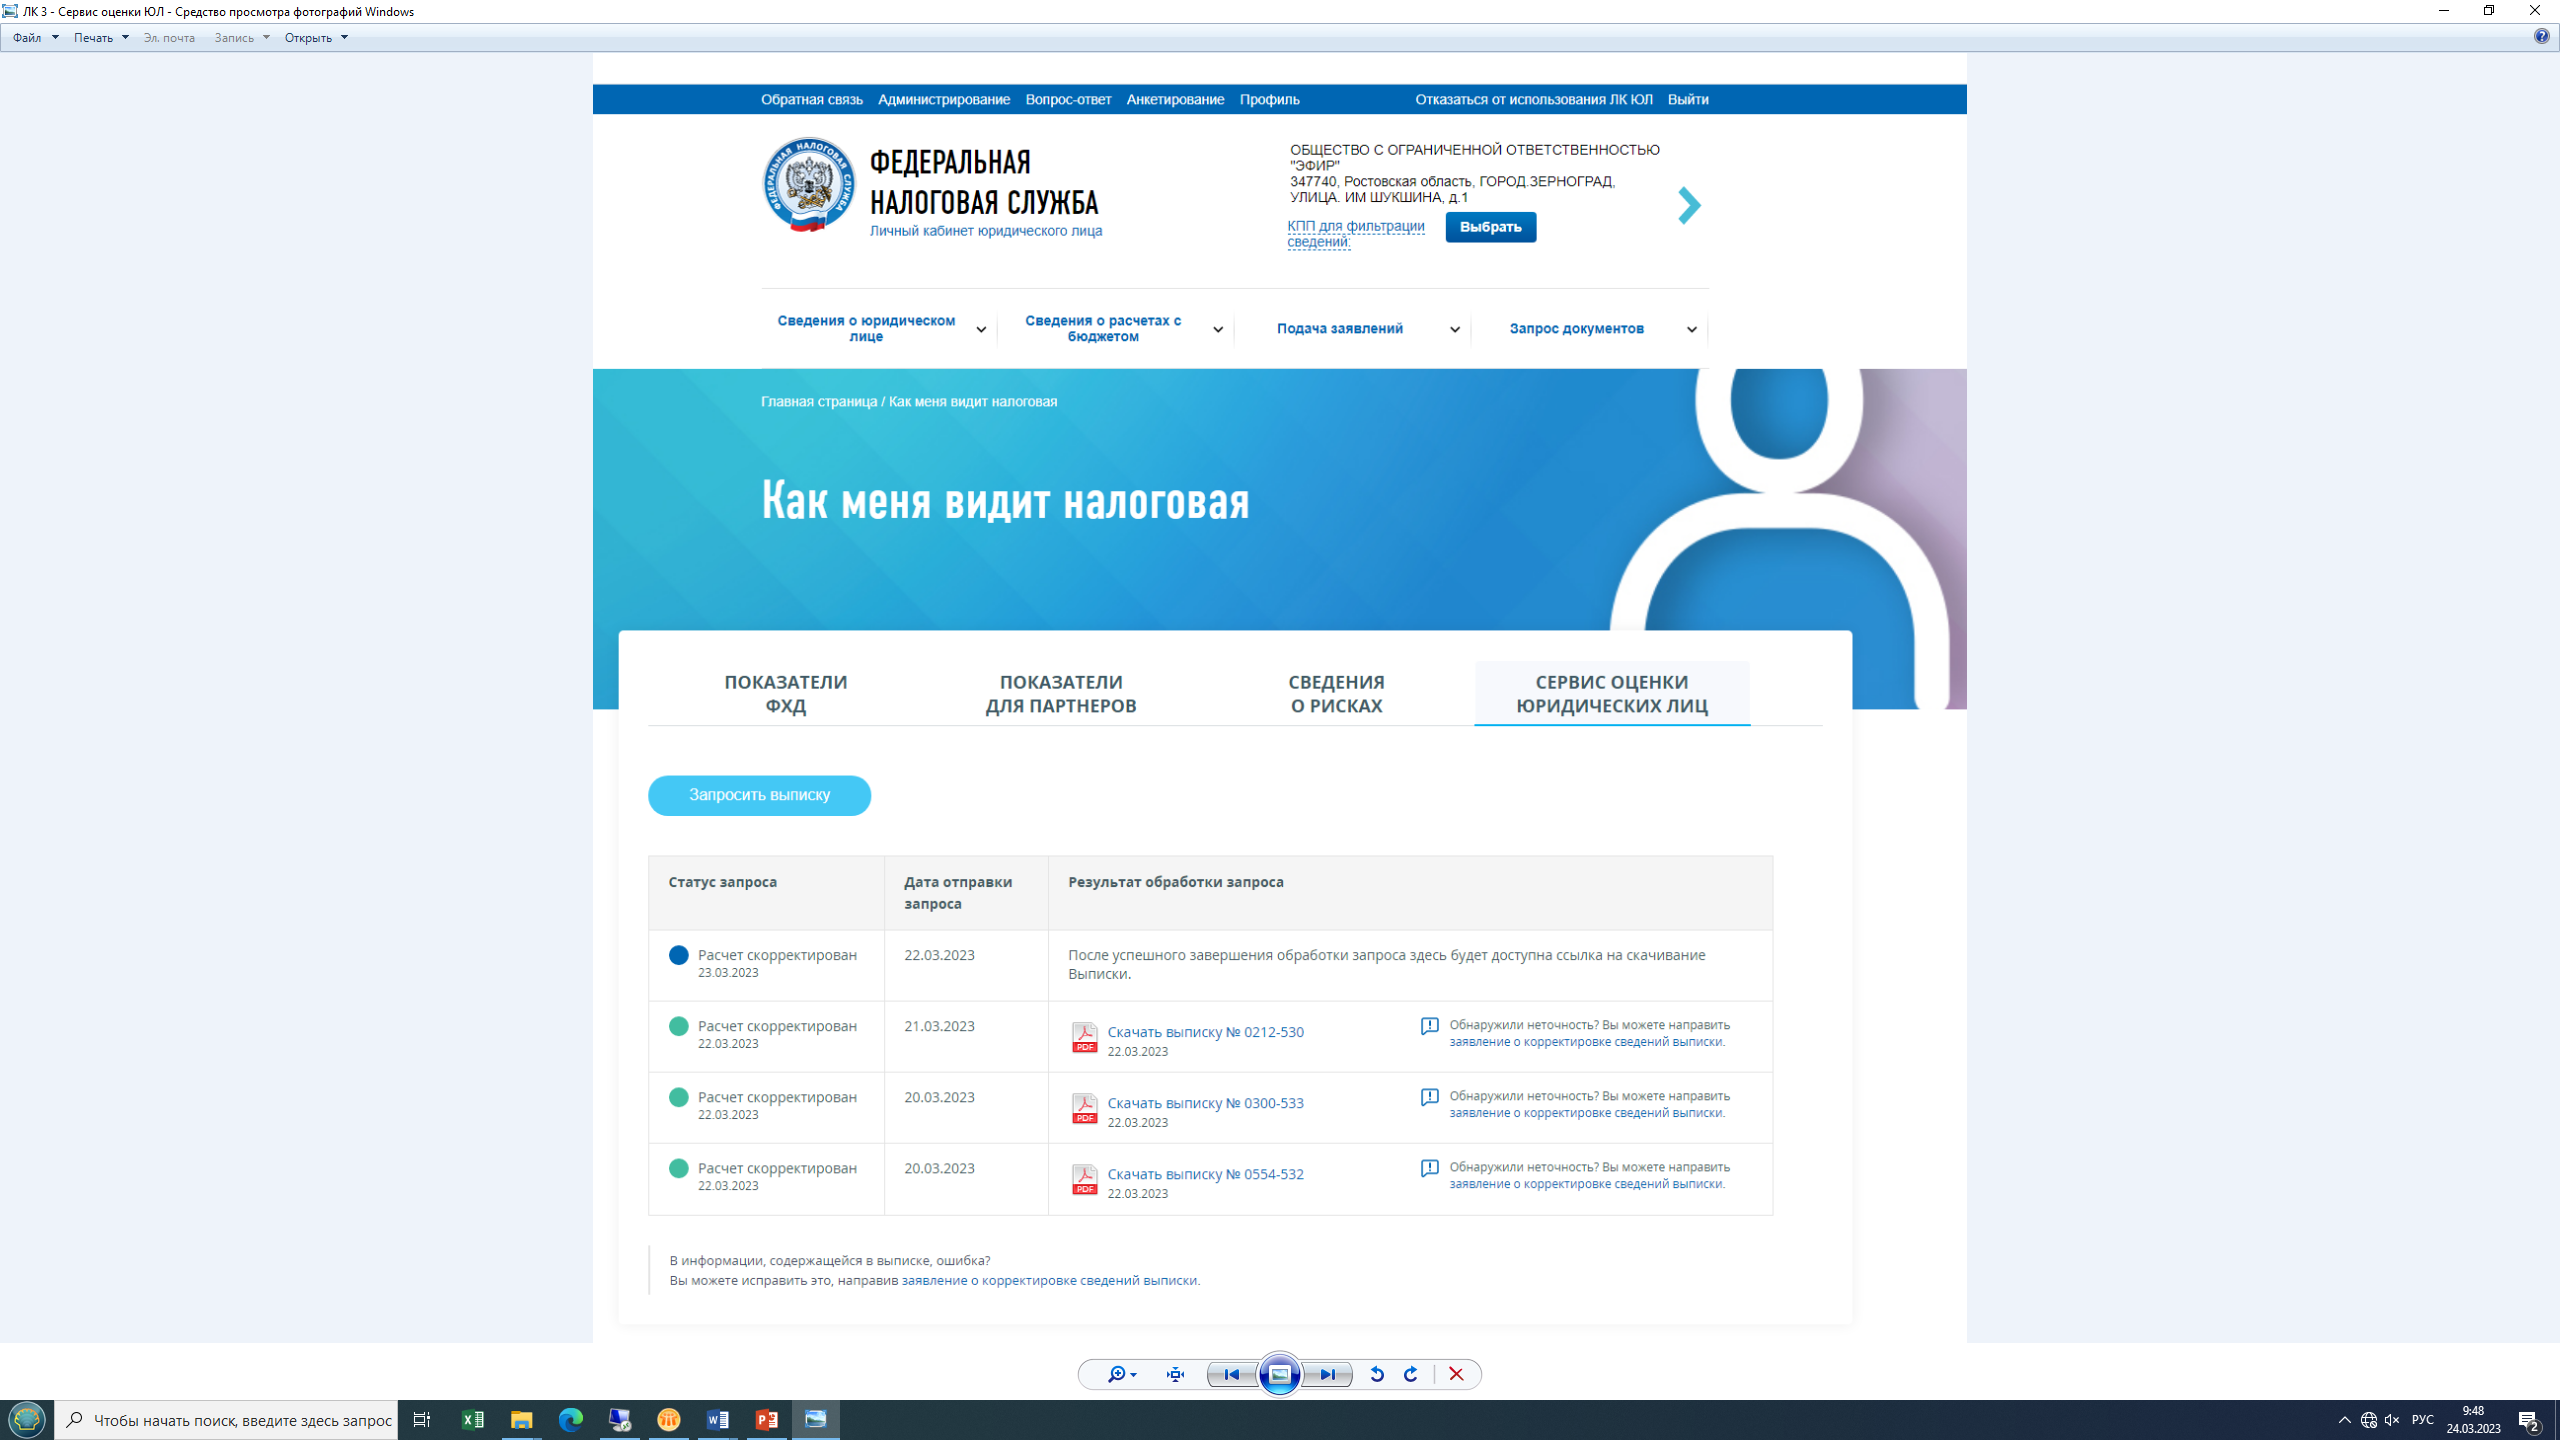 ЛК 3 - Сервис оценки ЮЛ - Средство просмотра фотографий Windows
Файл Печать Эл. почта Запись Открыть
Обратная связь Администрирование Вопрос-ответ Анкетирование Профиль Отказаться от использования ЛК ЮЛ Выйти
ФЕДЕРАЛЬНАЯ НАЛОГОВАЯ СЛУЖБА
ФЕДЕРАЛЬНАЯ
НАЛОГОВАЯ СЛУЖБА
Личный кабинет юридического лица
ОБЩЕСТВО С ОГРАНИЧЕННОЙ ОТВЕТСТВЕННОСТЬЮ
"ЭФИР"
347740, Ростовская область, ГОРОД.ЗЕРНОГРАД,
УЛИЦА. ИМ ШУКШИНА, д.1
КПП для фильтрации
сведений:
Выбрать
Сведения о юридическом
лице
Сведения о расчетах с
бюджетом
Подача заявлений
Запрос документов
Главная страница / Как меня видит налоговая
Как меня видит налоговая
ПОКАЗАТЕЛИ
ФХД
ПОКАЗАТЕЛИ
ДЛЯ ПАРТНЕРОВ
СВЕДЕНИЯ
О РИСКАХ
СЕРВИС ОЦЕНКИ
ЮРИДИЧЕСКИХ ЛИЦ
Запросить выписку
Статус запроса
Дата отправки
запроса
Результат обработки запроса
Расчет скорректирован
23.03.2023
22.03.2023
После успешного завершения обработки запроса здесь будет доступна ссылка на скачивание
Выписки.
Расчет скорректирован
22.03.2023
21.03.2023
PDF
Скачать выписку № 0212-530
22.03.2023
Обнаружили неточность? Вы можете направить
заявление о корректировке сведений выписки.
Расчет скорректирован
22.03.2023
20.03.2023
PDF
Скачать выписку № 0300-533
22.03.2023
Обнаружили неточность? Вы можете направить
заявление о корректировке сведений выписки.
Расчет скорректирован
22.03.2023
20.03.2023
PDF
Скачать выписку № 0554-532
22.03.2023
Обнаружили неточность? Вы можете направить
заявление о корректировке сведений выписки.
В информации, содержащейся в выписке, ошибка?
Вы можете исправить это, направив заявление о корректировке сведений выписки.
Чтобы начать поиск, введите здесь запрос
РУС
9:48
24.03.2023
2